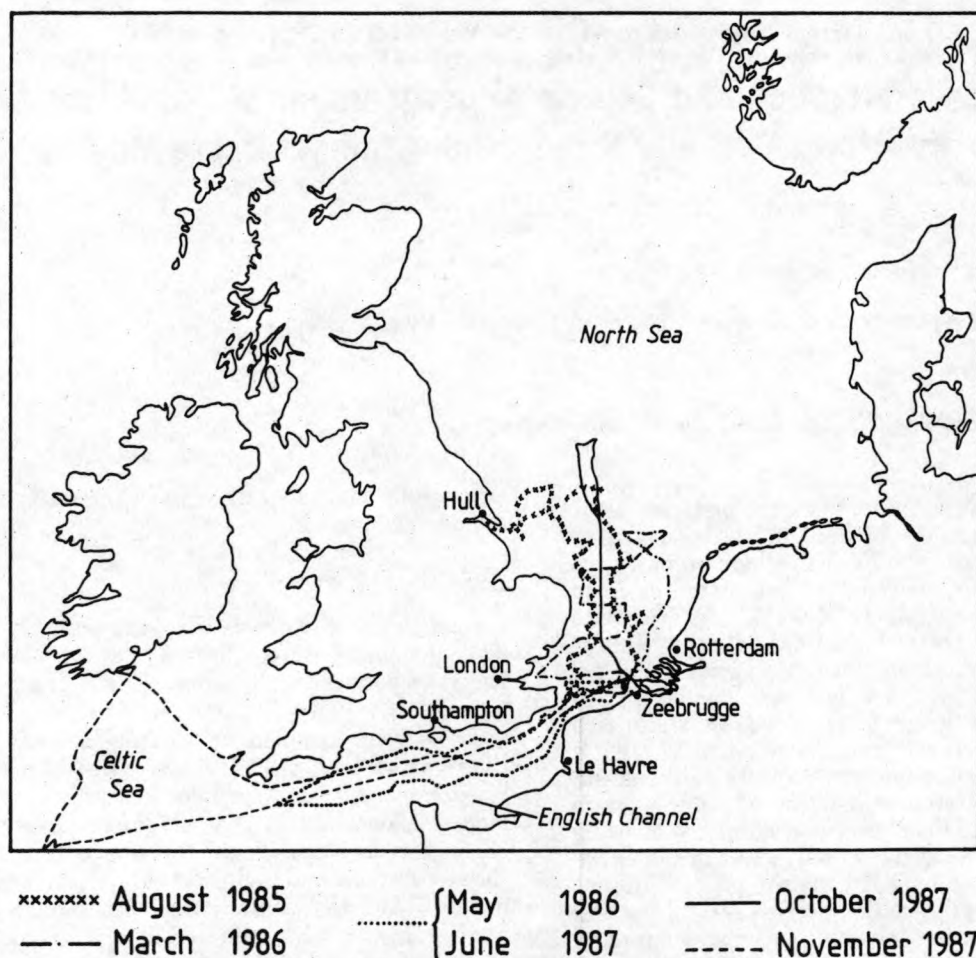 North Sea
Hull
Rotterdam
London
Zeebrugge
Southampton
Celtic
Sea
Le Havre
English Channel
August 1985
May 1986
October 1987
March 1986
June 1987
November 1987